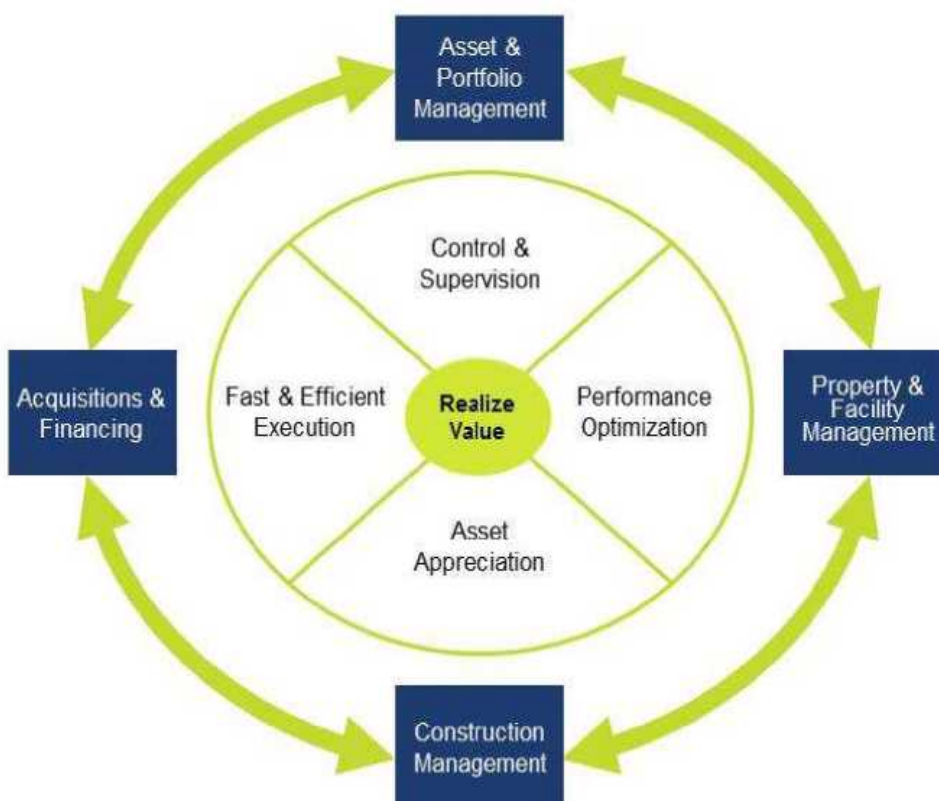 Asset &
Portfolio
Management
Control &
Supervision
Acquisitions &
Financing
Fast & Efficient
Execution
Realize
Value
Performance
Optimization
Property &
Facility
Management
Asset
Appreciation
Construction
Management